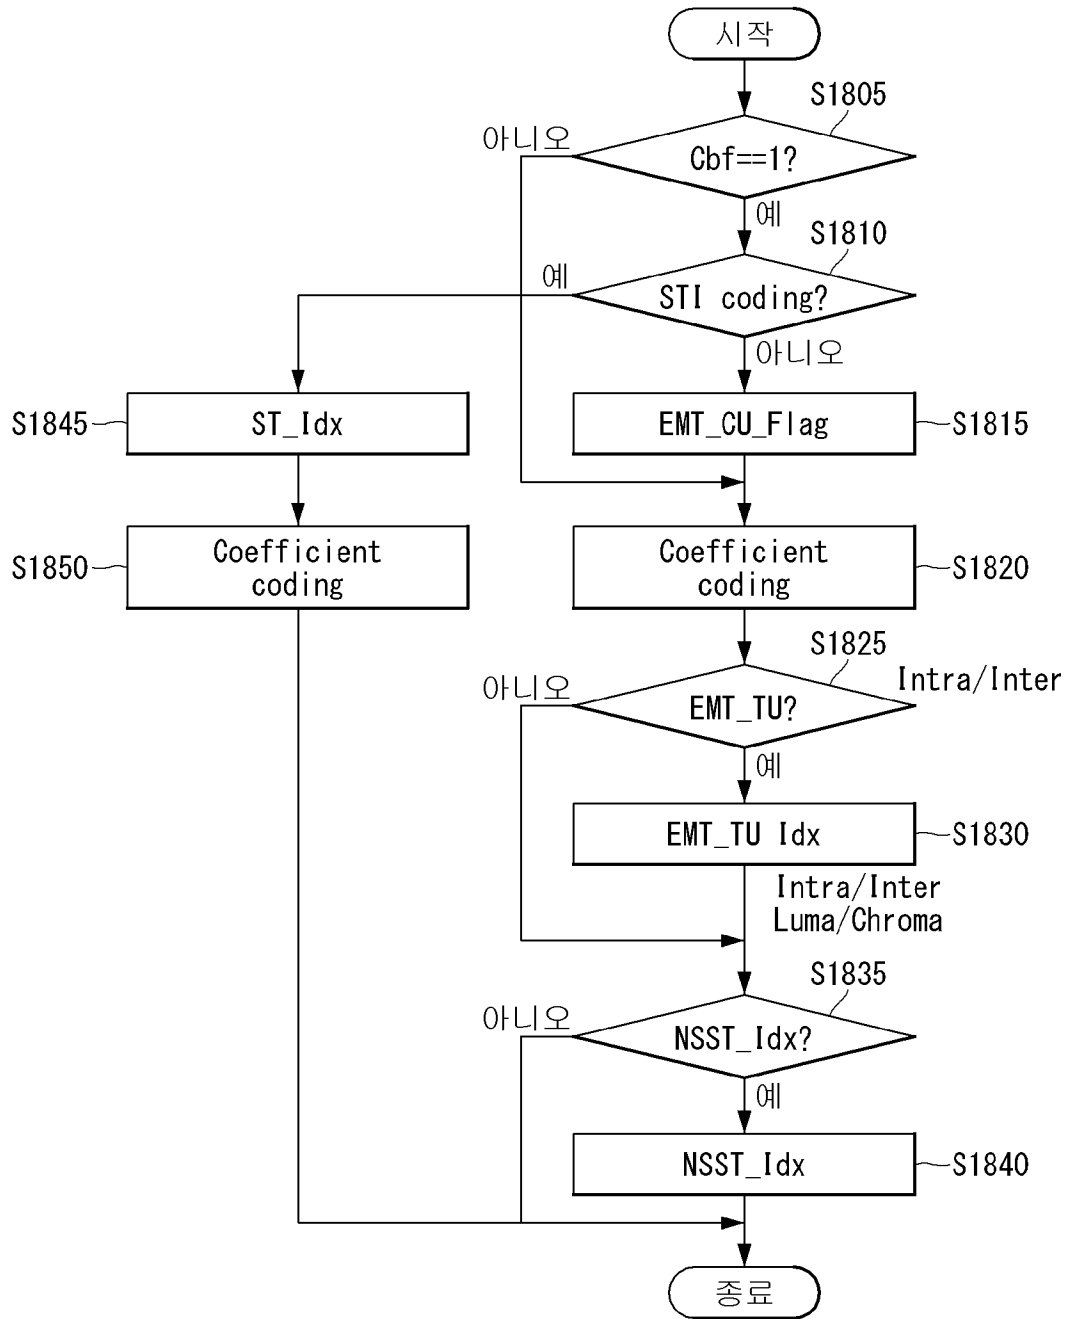 시작
S1805
아니오
Cbf==1?
예
S1810
예
STI coding?
아니오
S1845
ST_Idx
EMT_CU_Flag
S1815
S1850
Coefficient
coding
Coefficient
coding
S1820
S1825
아니오
Intra/Inter
EMT_TU?
예
EMT_TU Idx
S1830
Intra/Inter
Luma/Chroma
S1835
아니오
NSST_Idx?
예
NSST_Idx
S1840
종료